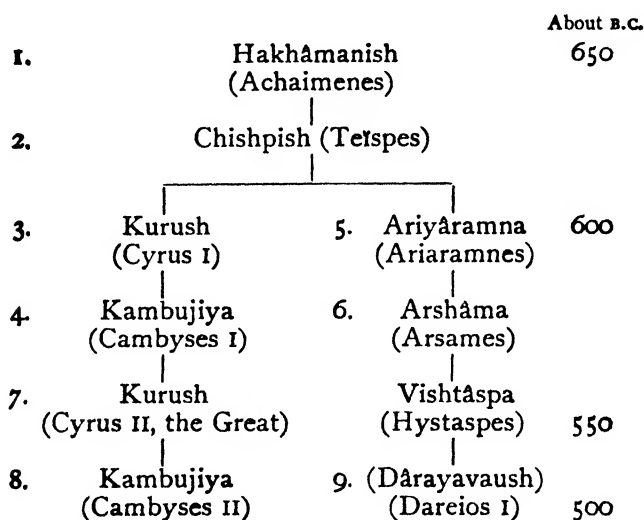 About B.C.
1. Hakhâmanish 650
(Achaimenes)
2. Chishpish (Teïspes)
3. Kurush 5. Ariyâramna 600
(Cyrus I) (Ariaramnes)
4. Kambujiya 6. Arshâma
(Cambyses I) (Arsames)
7. Kurush Vishtâspa
(Cyrus II, the Great) (Hystaspes) 550
8. Kambujiya 9. (Dârayavaush)
(Cambyses II) (Dareios I) 500